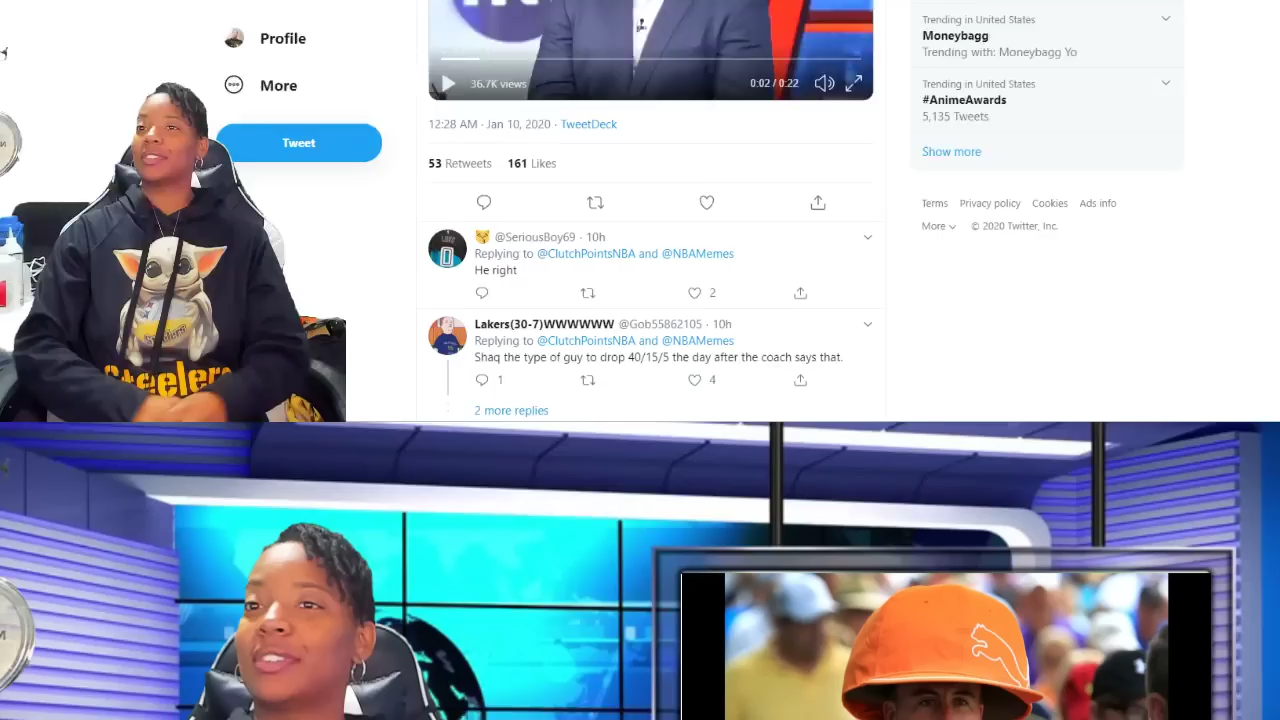 Profile
More
Tweet
36.7K views
0:02 / 0:22
12:28 AM · Jan 10, 2020 · TweetDeck
53 Retweets 161 Likes
@SeriousBoy69 · 10h
Replying to @ClutchPointsNBA and @NBAMemes
He right
2
Lakers(30-7)WWWWWW @Gob55862105 · 10h
Replying to @ClutchPointsNBA and @NBAMemes
Shaq the type of guy to drop 40/15/5 the day after the coach says that.
1 4
2 more replies
Trending in United States
Moneybagg
Trending with: Moneybagg Yo
Trending in United States
#AnimeAwards
5,135 Tweets
Show more
Terms Privacy policy Cookies Ads info
More © 2020 Twitter, Inc.
Steelers